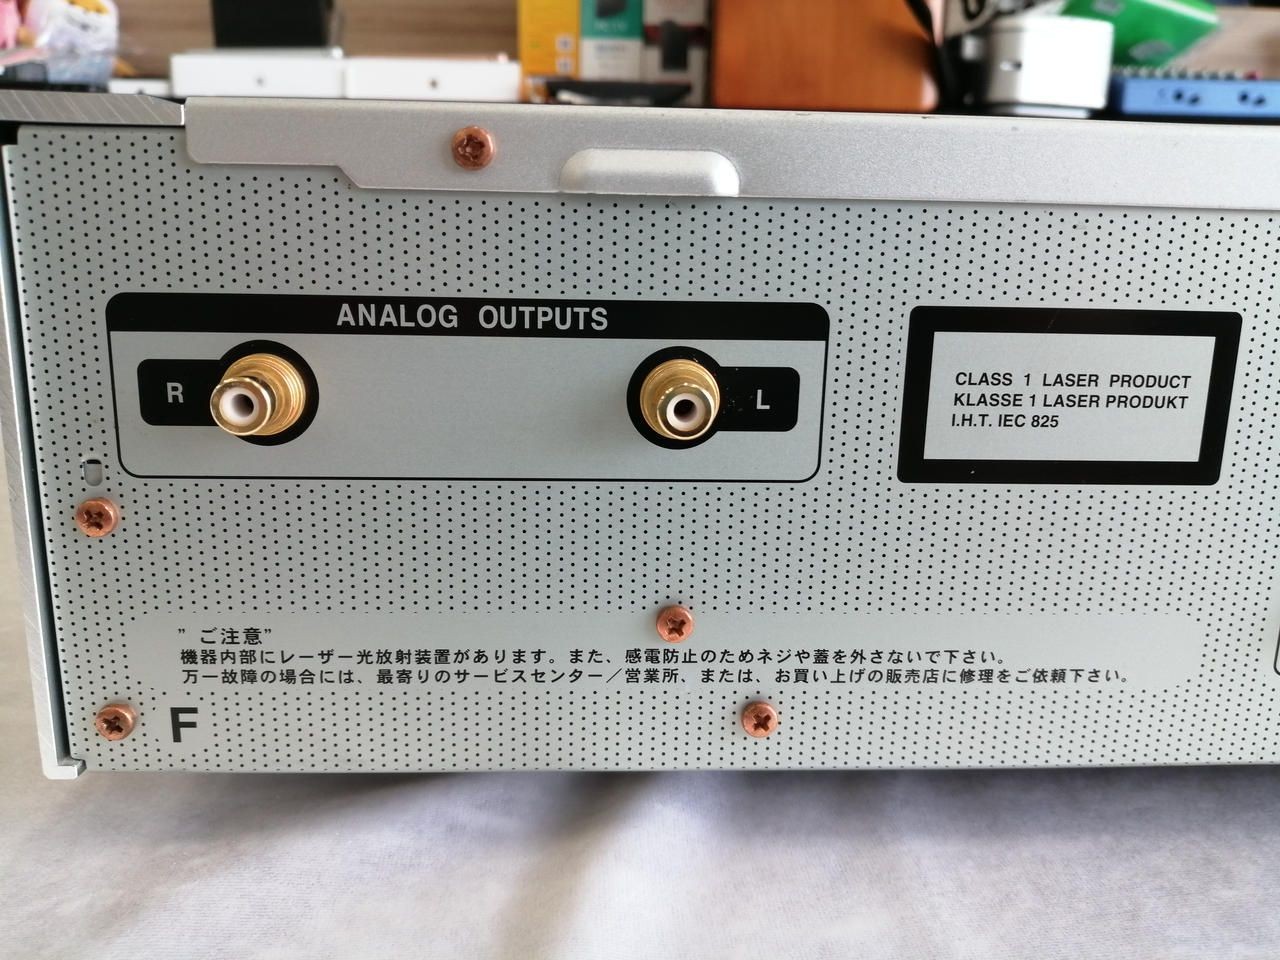 ANALOG OUTPUTS
R
L
CLASS 1 LASER PRODUCT
KLASSE 1 LASER PRODUKT
I.H.T. IEC 825
”ご注意”
機器内部にレーザー光放射装置があります。また、感電防止のためネジや蓋を外さないで下さい。
万一故障の場合には、最寄りのサービスセンター／営業所、または、お買い上げの販売店に修理をご依頼下さい。
F